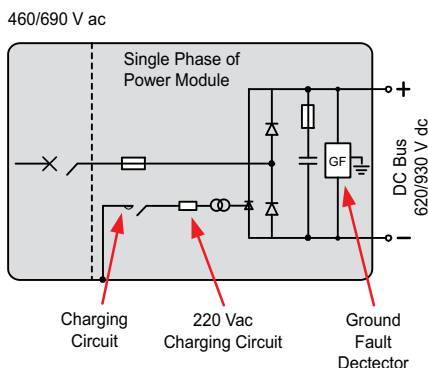 460/690 V ac
Single Phase of
Power Module
+
GF
DC Bus
620/930 V dc
−
Charging
Circuit
220 Vac
Charging Circuit
Ground
Fault
Dectector